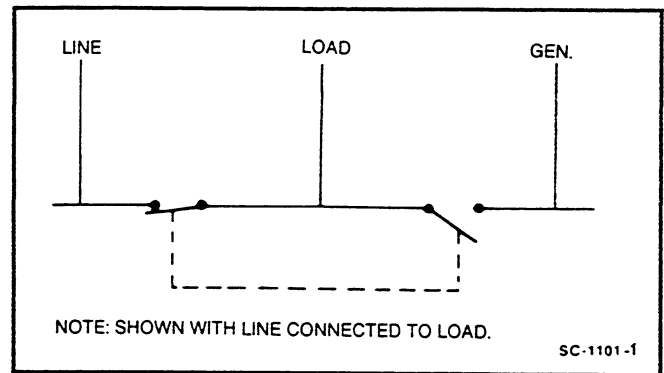 LINE LOAD GEN.
NOTE: SHOWN WITH LINE CONNECTED TO LOAD.
SC-1101-1